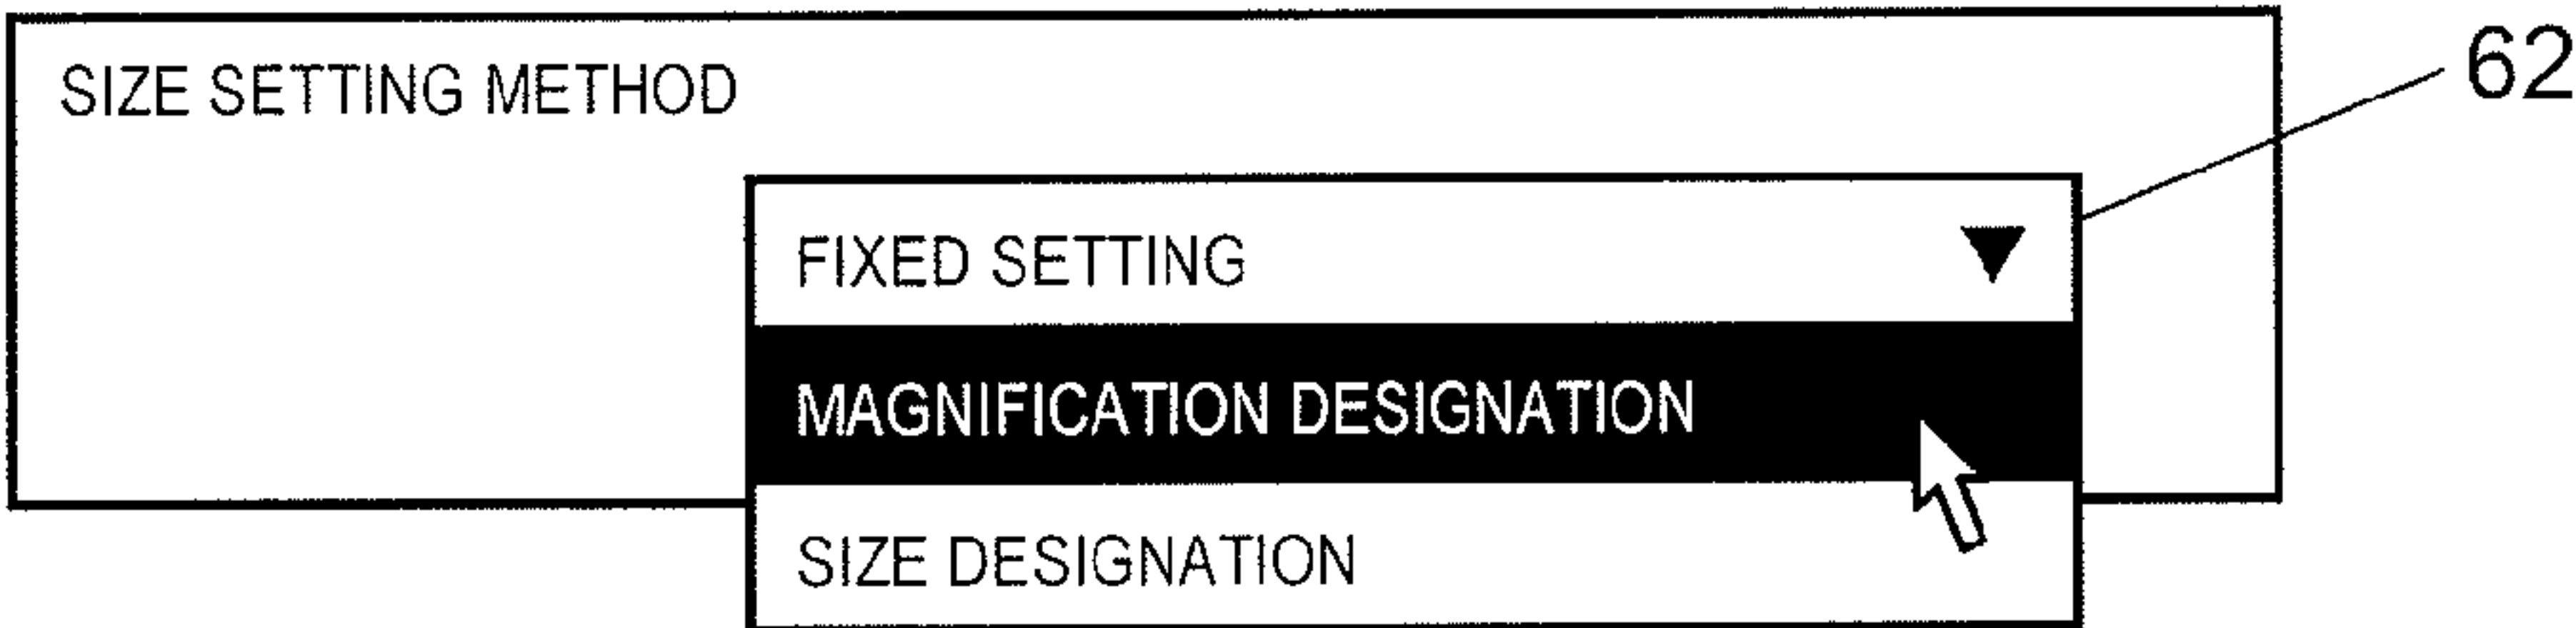 SIZE SETTING METHOD
62
FIXED SETTING
MAGNIFICATION DESIGNATION
SIZE DESIGNATION